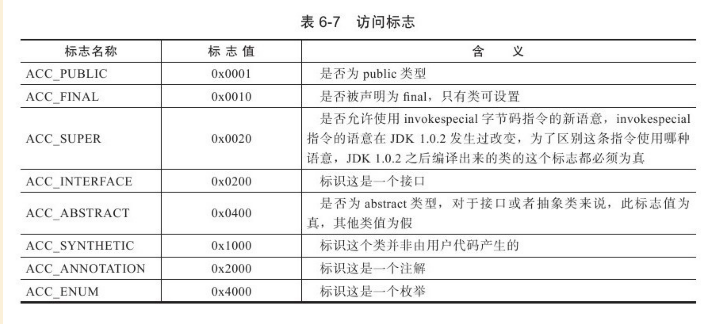 表 6-7 访问标志
标志名称 标 志 值 含 义
ACC_PUBLIC 0x0001 是否为 public 类型
ACC_FINAL 0x0010 是否被声明为 final，只有类可设置
ACC_SUPER 0x0020 是否允许使用 invokespecial 字节码指令的新语意，invokespecial
指令的语意在 JDK 1.0.2 发生过改变，为了区别这条指令使用哪种
语意，JDK 1.0.2 之后编译出来的类的这个标志都必须为真
ACC_INTERFACE 0x0200 标识这是一个接口
ACC_ABSTRACT 0x0400 是否为 abstract 类型，对于接口或者抽象类来说，此标志值为
真，其他类值为假
ACC_SYNTHETIC 0x1000 标识这个类并非由用户代码产生的
ACC_ANNOTATION 0x2000 标识这是一个注解
ACC_ENUM 0x4000 标识这是一个枚举